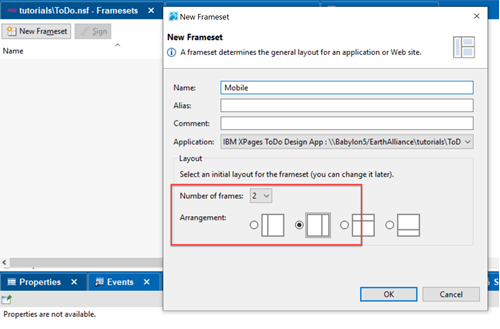 tutorials\ToDo.nsf - Framesets
New Frameset
Sign
Name
New Frameset
New Frameset
A frameset determines the general layout for an application or Web site.
Name:
Mobile
Alias:
Comment:
Application:
IBM XPages ToDo Design App : \\Babylon5/EarthAlliance\tutorials\ToD
Layout
Select an initial layout for the frameset (you can change it later).
Number of frames:
2
Arrangement:
OK
Cancel
Properties
Events
Properties are not available.